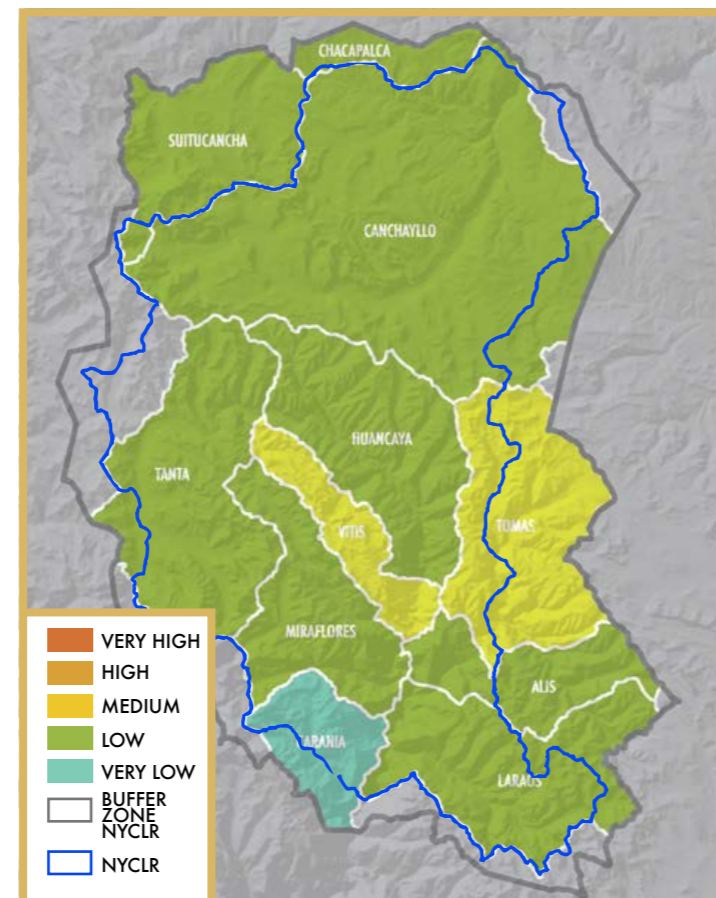 CHACAPALCA
SUITUCANCHA
CANCHAYLLO
HUANCAYA
TANTA
VITIS
TOMAS
MIRAFLORES
ALIS
LARAOS
VERY HIGH
HIGH
MEDIUM
LOW
VERY LOW
BUFFER
ZONE
NYCLR
NYCLR